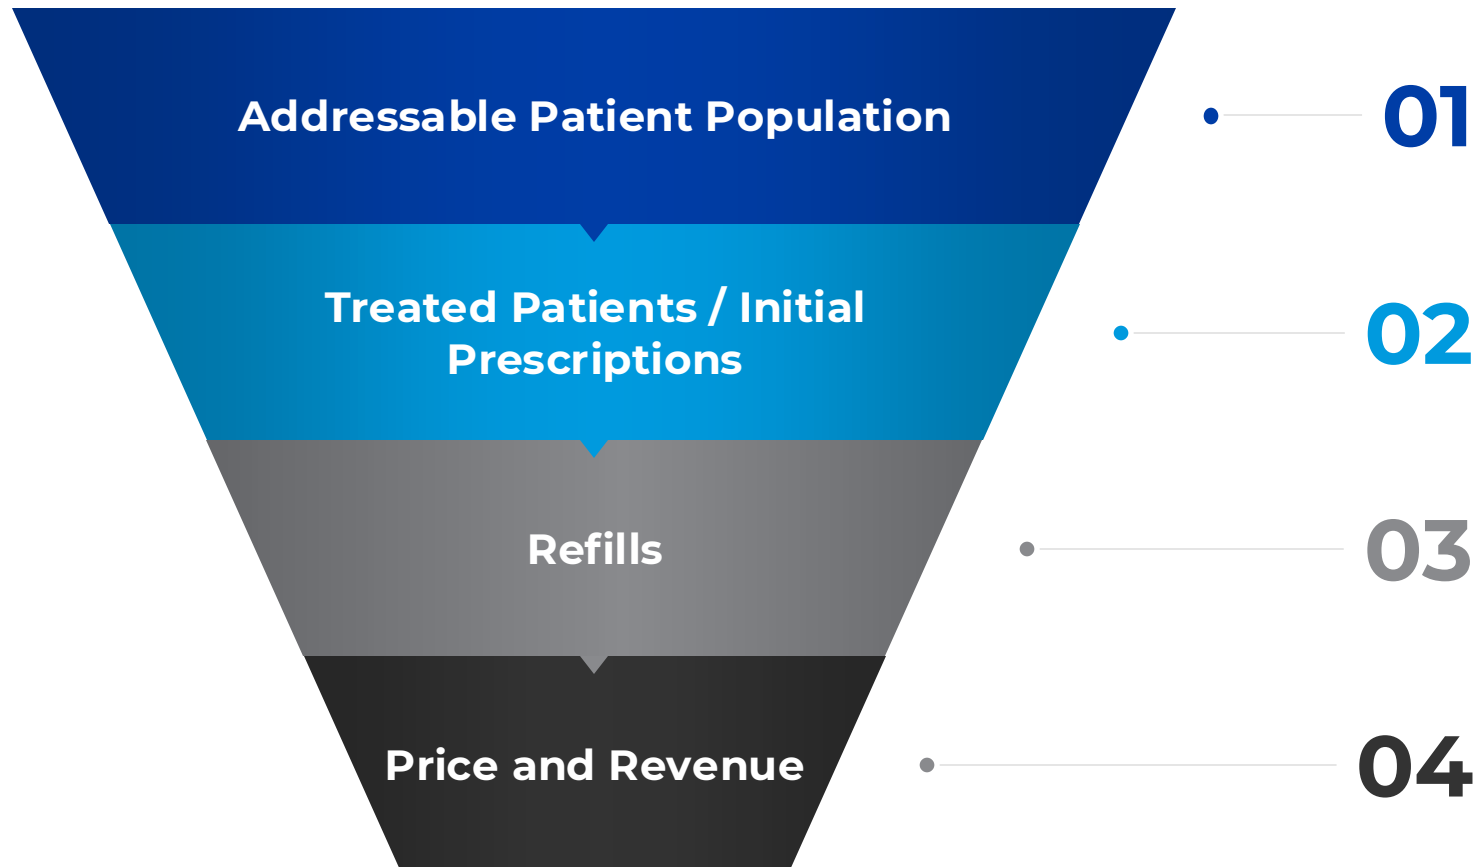 Addressable Patient Population
01
Treated Patients / Initial
Prescriptions
02
Refills
03
Price and Revenue
04